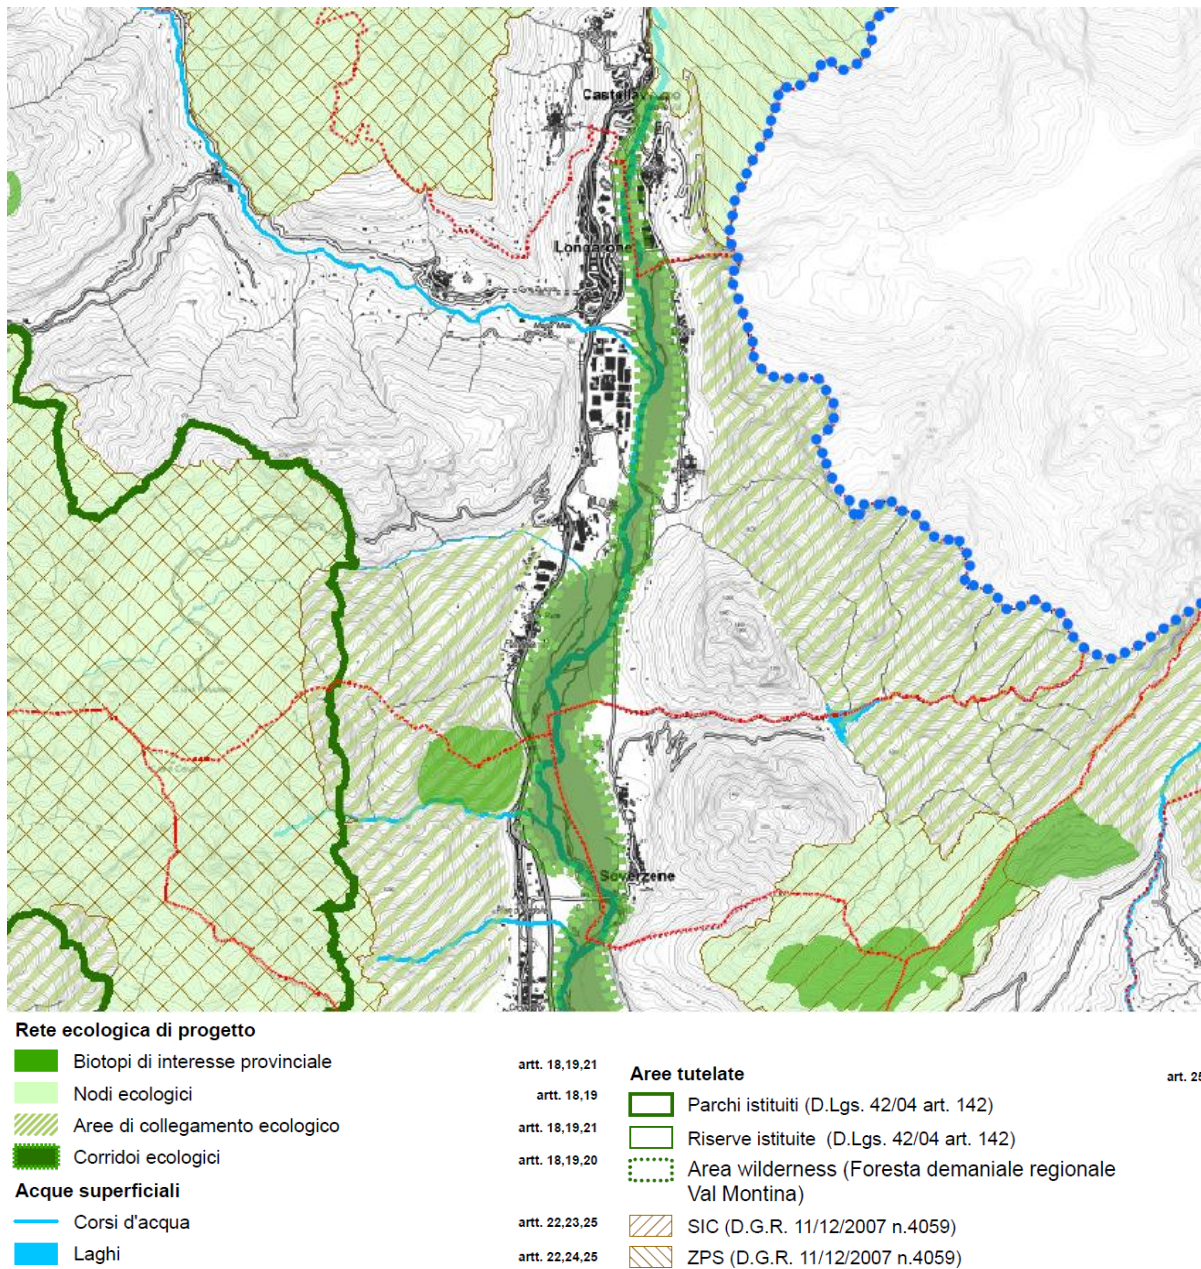 Castellavazzo
Longarone
Soverzene
Rete ecologica di progetto
Biotopi di interesse provinciale artt. 18,19,21
Nodi ecologici artt. 18,19
Aree di collegamento ecologico artt. 18,19,21
Corridoi ecologici artt. 18,19,20
Acque superficiali
Corsi d'acqua artt. 22,23,25
Laghi artt. 22,24,25
Aree tutelate art. 25
Parchi istituiti (D.Lgs. 42/04 art. 142)
Riserve istituite (D.Lgs. 42/04 art. 142)
Area wilderness (Foresta demaniale regionale
Val Montina)
SIC (D.G.R. 11/12/2007 n.4059)
ZPS (D.G.R. 11/12/2007 n.4059)